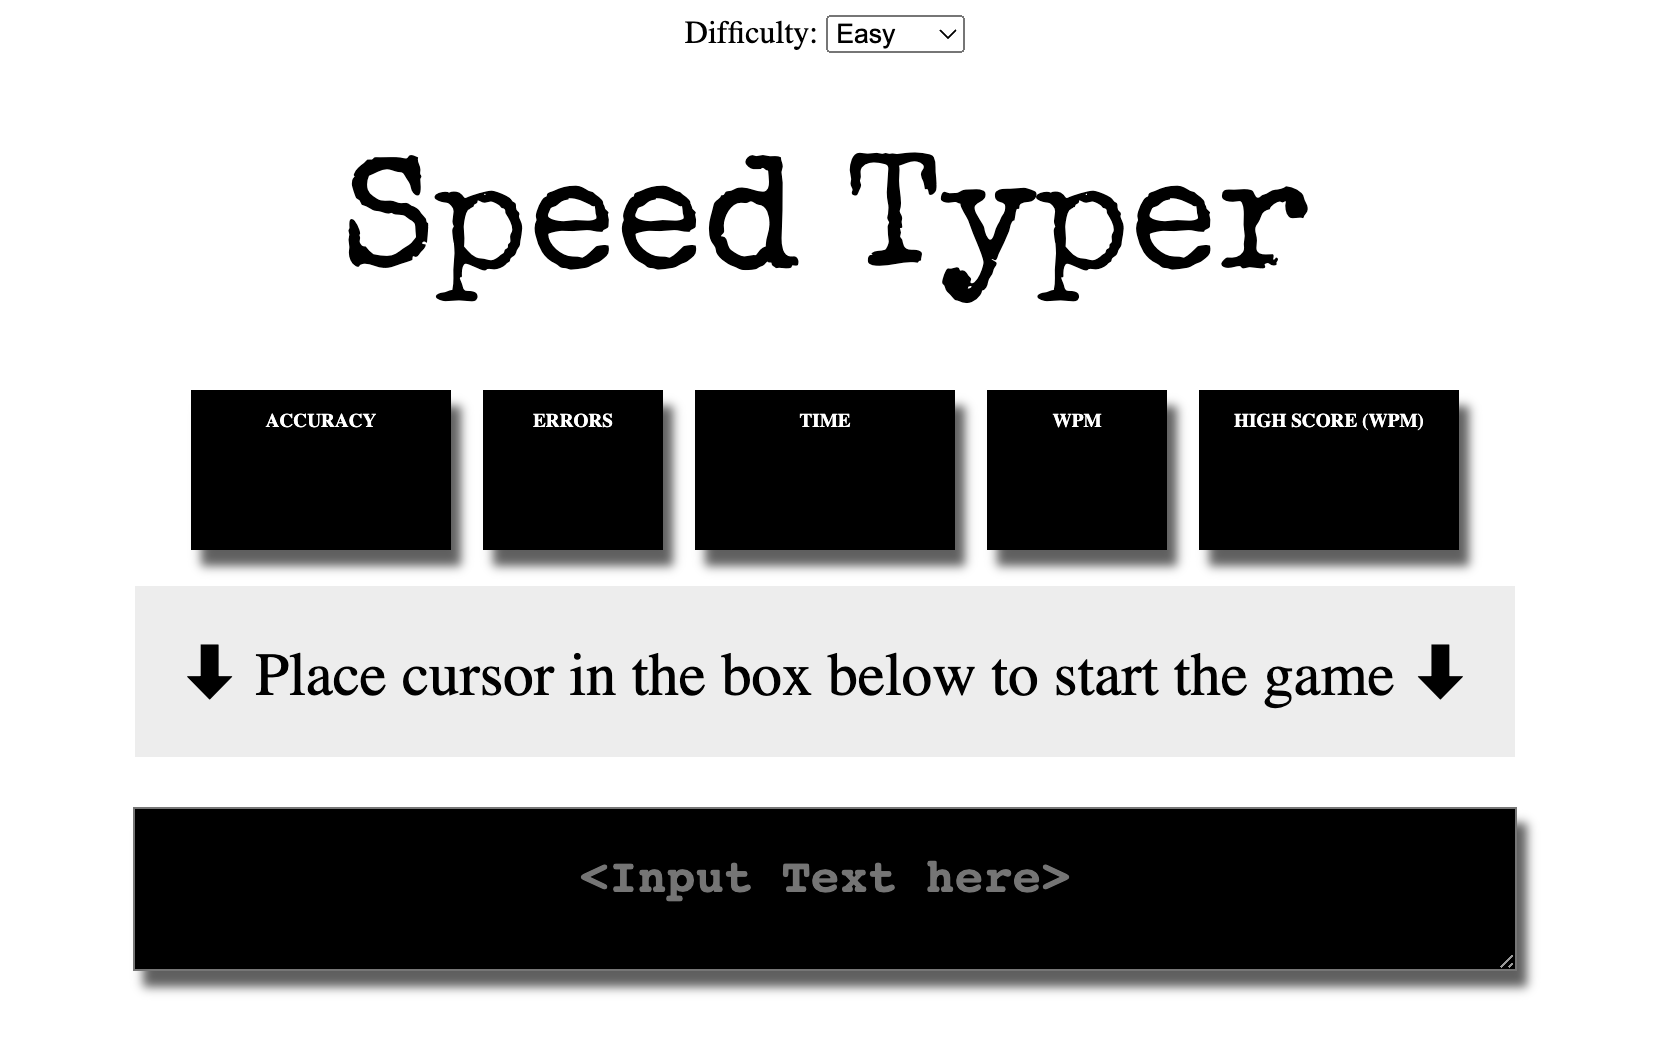 Difficulty: Easy
Speed Typer
ACCURACY ERRORS TIME WPM HIGH SCORE (WPM)
⬇ Place cursor in the box below to start the game ⬇
<Input Text here>